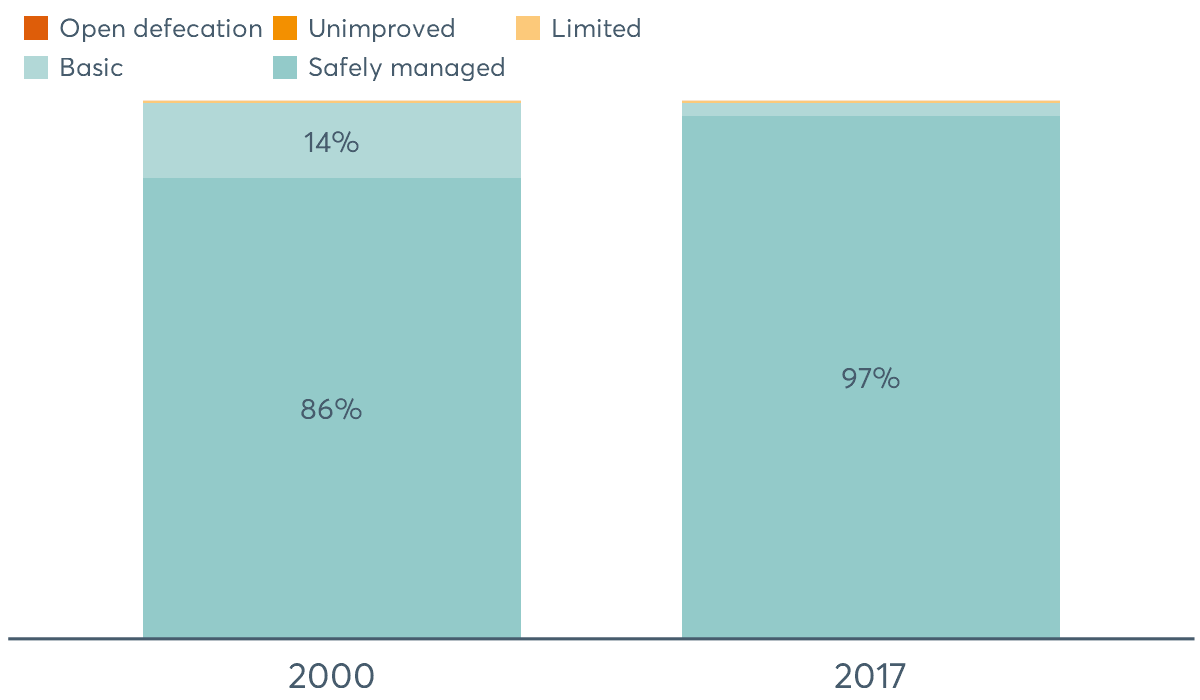 Open defecation Unimproved Limited
Basic Safely managed
14%
97%
86%
2000 2017